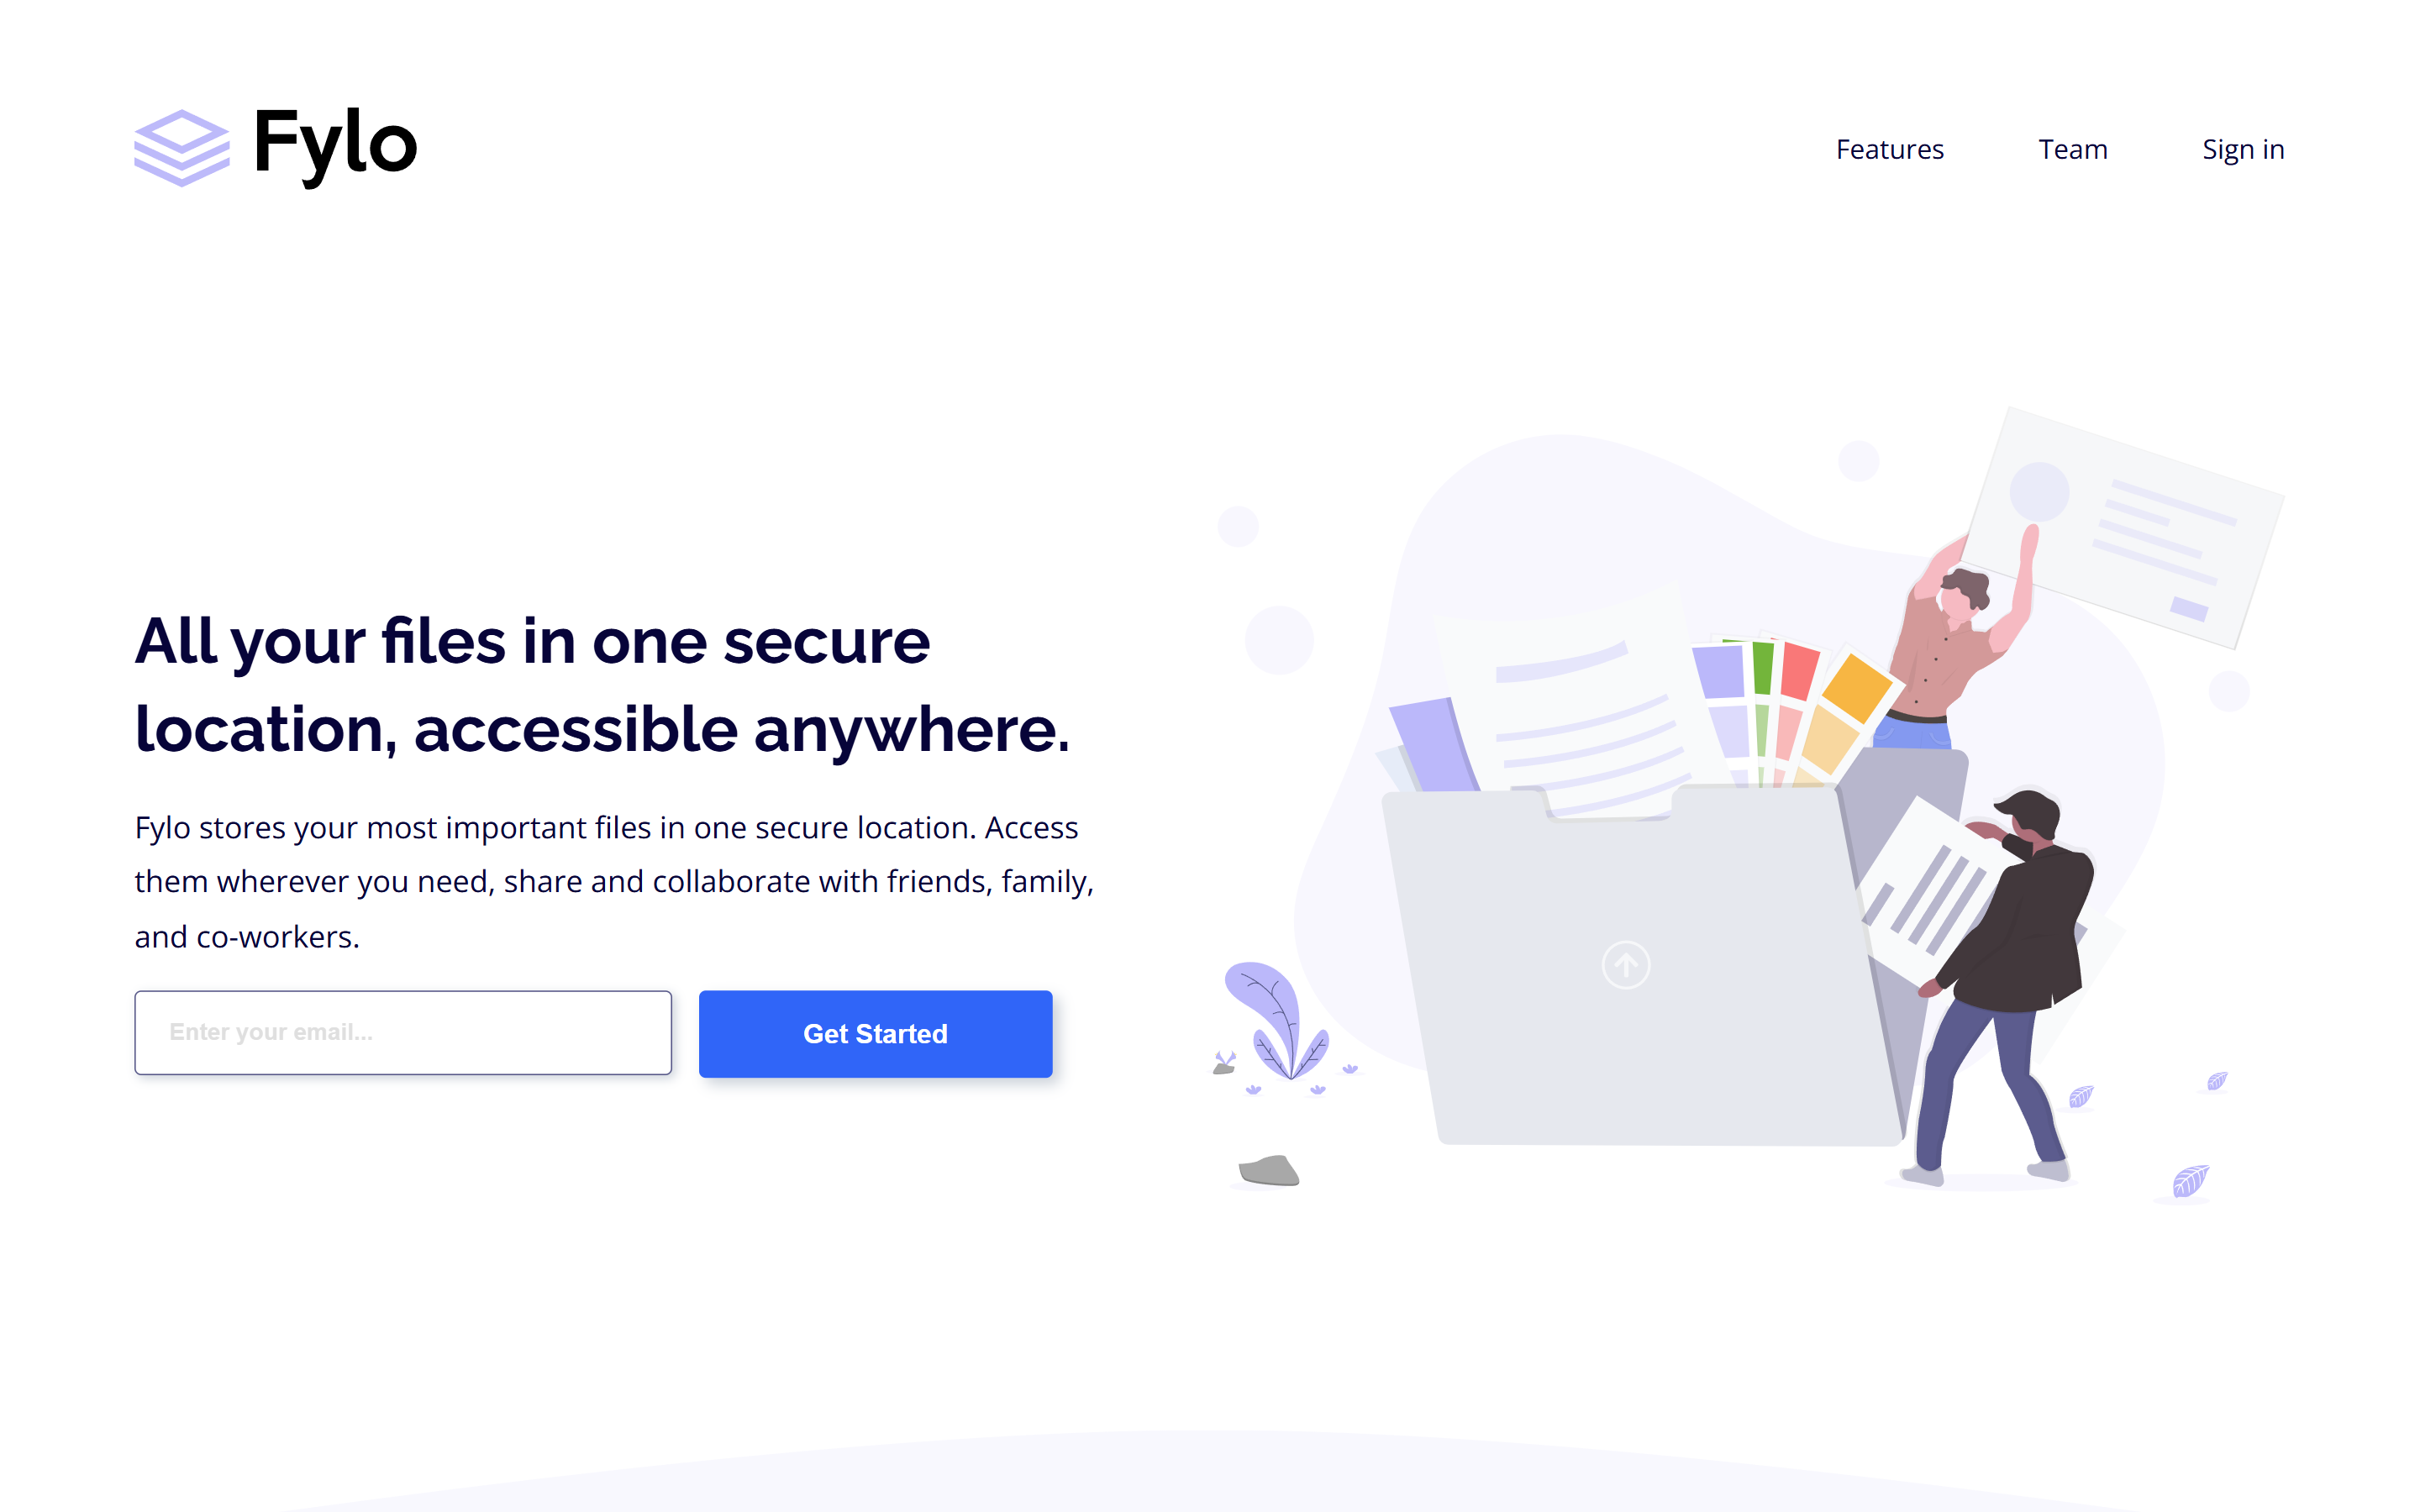 Fylo
Features
Team
Sign in
All your files in one secure
location, accessible anywhere.
Fylo stores your most important files in one secure location. Access
them wherever you need, share and collaborate with friends, family,
and co-workers.
Enter your email...
Get Started